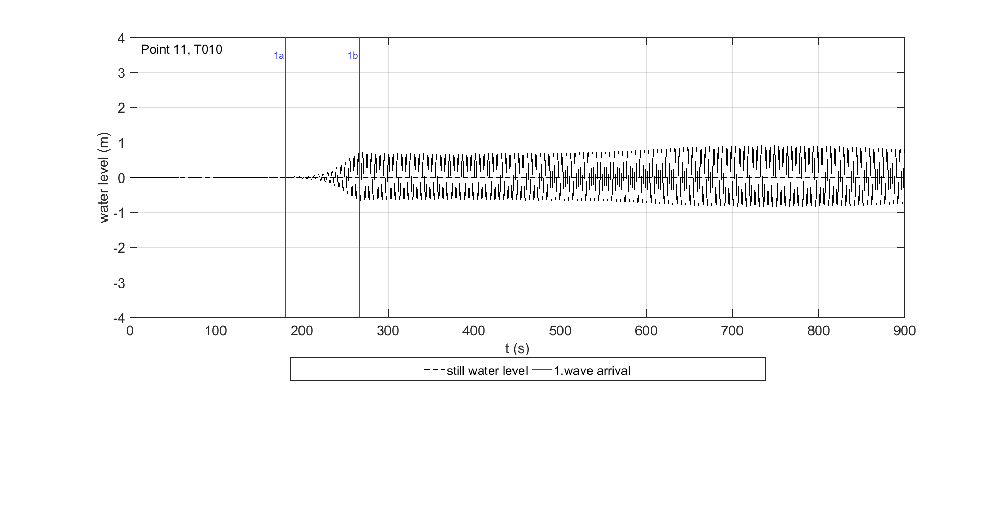 Point 11, T010
1a
1b
4
3
2
1
0
-1
-2
-3
-4
water level (m)
0 100 200 300 400 500 600 700 800 900
t (s)
still water level 1.wave arrival